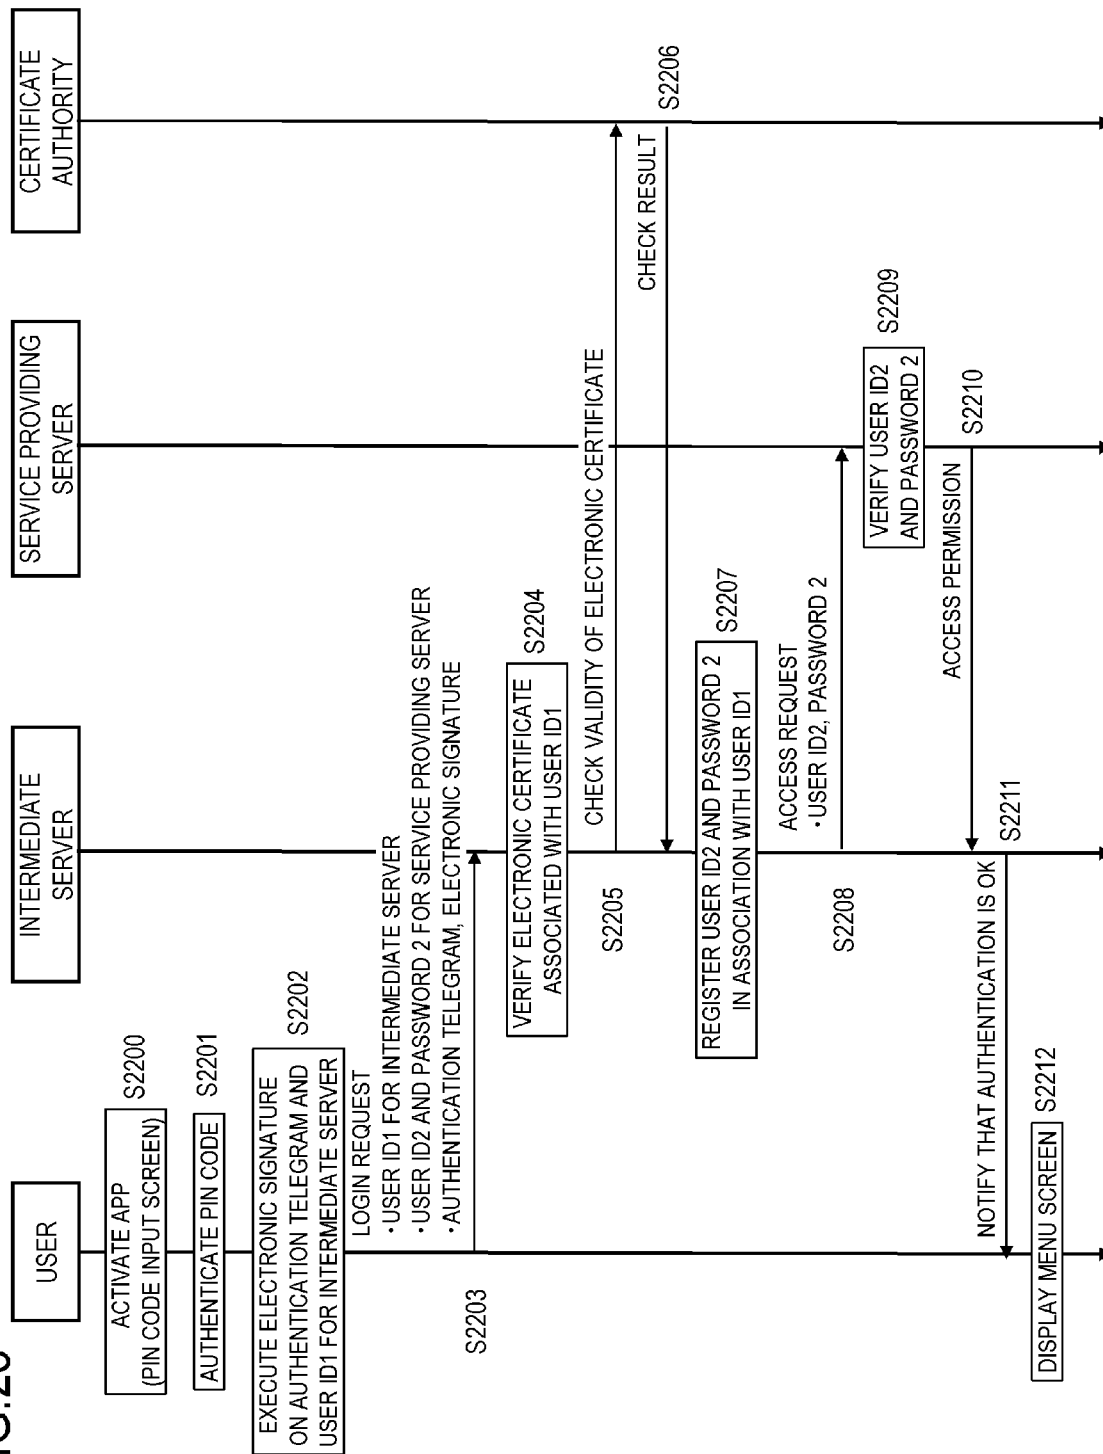 USER
INTERMEDIATE
SERVER
SERVICE PROVIDING
SERVER
CERTIFICATE
AUTHORITY
ACTIVATE APP
(PIN CODE INPUT SCREEN)
S2200
AUTHENTICATE PIN CODE
S2201
EXECUTE ELECTRONIC SIGNATURE
ON AUTHENTICATION TELEGRAM AND
USER ID1 FOR INTERMEDIATE SERVER
S2202
LOGIN REQUEST
・USER ID1 FOR INTERMEDIATE SERVER
・USER ID2 AND PASSWORD 2 FOR SERVICE PROVIDING SERVER
・AUTHENTICATION TELEGRAM, ELECTRONIC SIGNATURE
S2203
VERIFY ELECTRONIC CERTIFICATE
ASSOCIATED WITH USER ID1
S2204
CHECK VALIDITY OF ELECTRONIC CERTIFICATE
S2205
CHECK RESULT
S2206
REGISTER USER ID2 AND PASSWORD 2
IN ASSOCIATION WITH USER ID1
S2207
ACCESS REQUEST
・USER ID2, PASSWORD 2
S2208
VERIFY USER ID2
AND PASSWORD 2
S2209
ACCESS PERMISSION
S2210
NOTIFY THAT AUTHENTICATION IS OK
S2211
DISPLAY MENU SCREEN
S2212